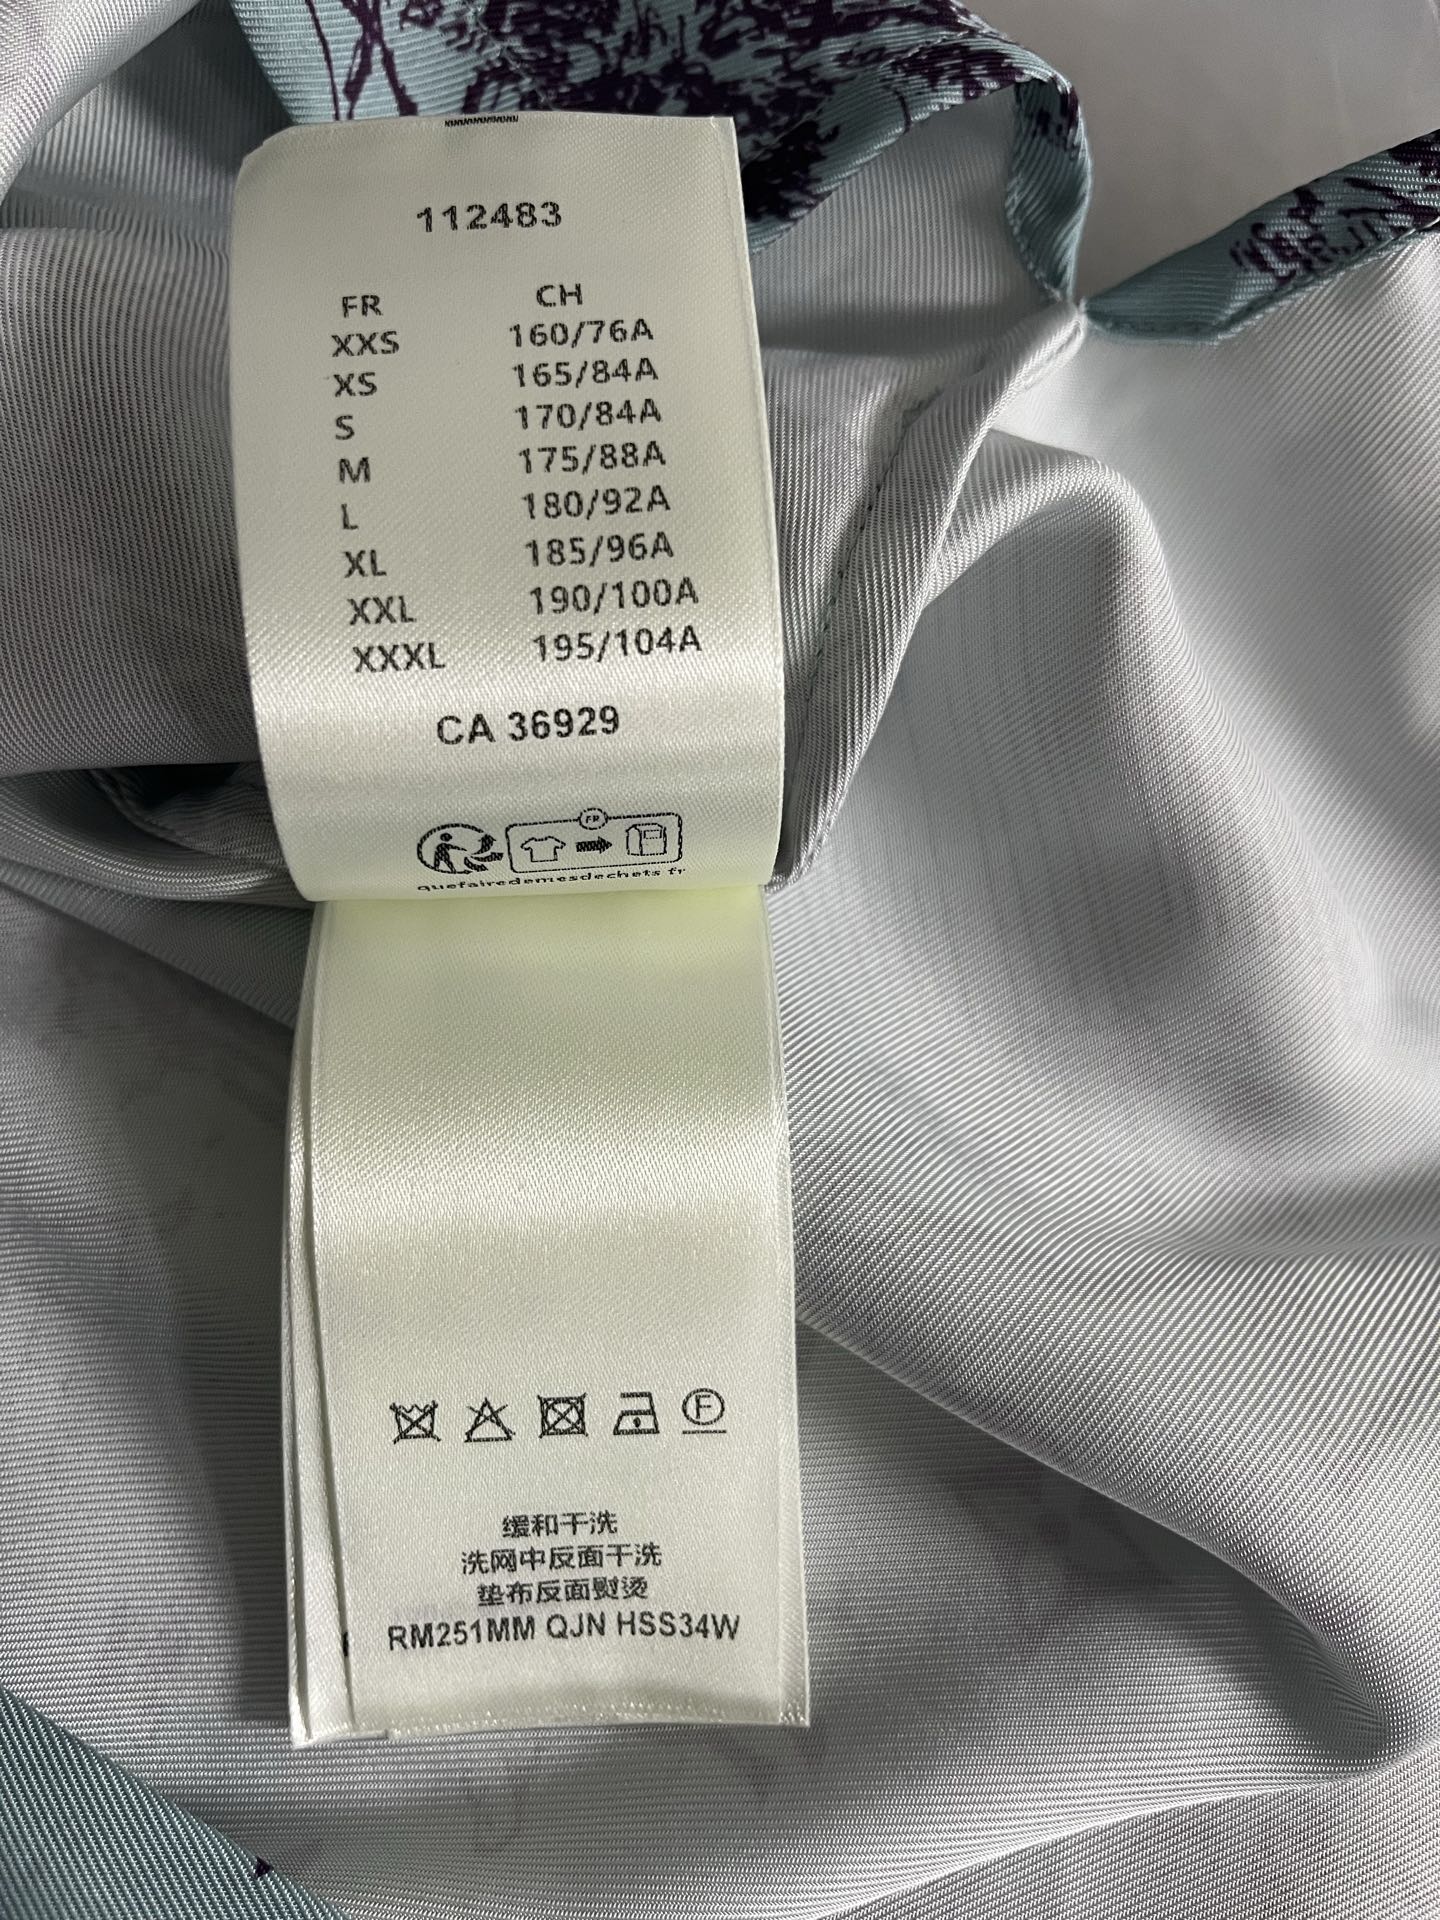 112483
FR CH
XXS 160/76A
XS 165/84A
S 170/84A
M 175/88A
L 180/92A
XL 185/96A
XXL 190/100A
XXXL 195/104A
CA 36929
FR
quefairedemesdechets.fr
F
缓和干洗
洗网中反面干洗
垫布反面熨烫
RM251MM QJN HSS34W